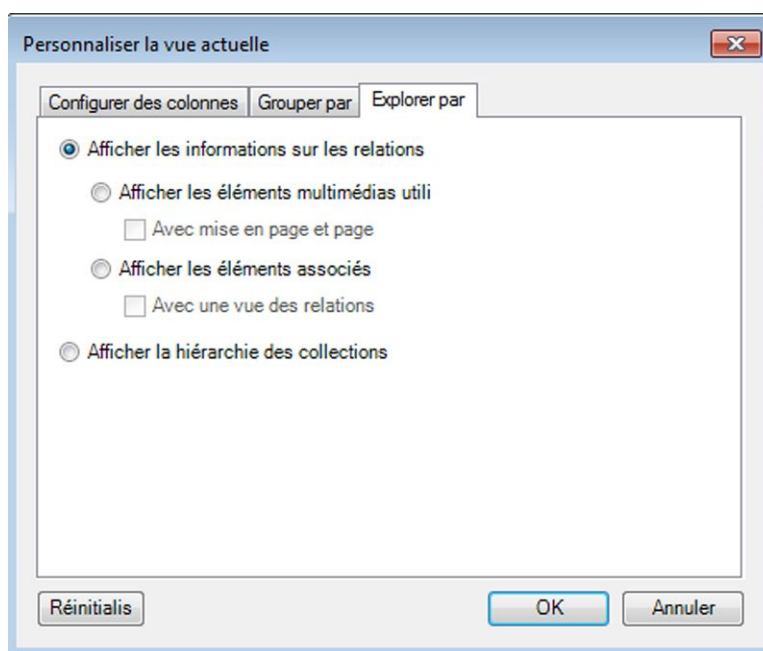 Personnaliser la vue actuelle
Configurer des colonnes Grouper par Explorer par
Afficher les informations sur les relations
Afficher les éléments multimédias utili
Avec mise en page et page
Afficher les éléments associés
Avec une vue des relations
Afficher la hiérarchie des collections
Réinitialis OK Annuler